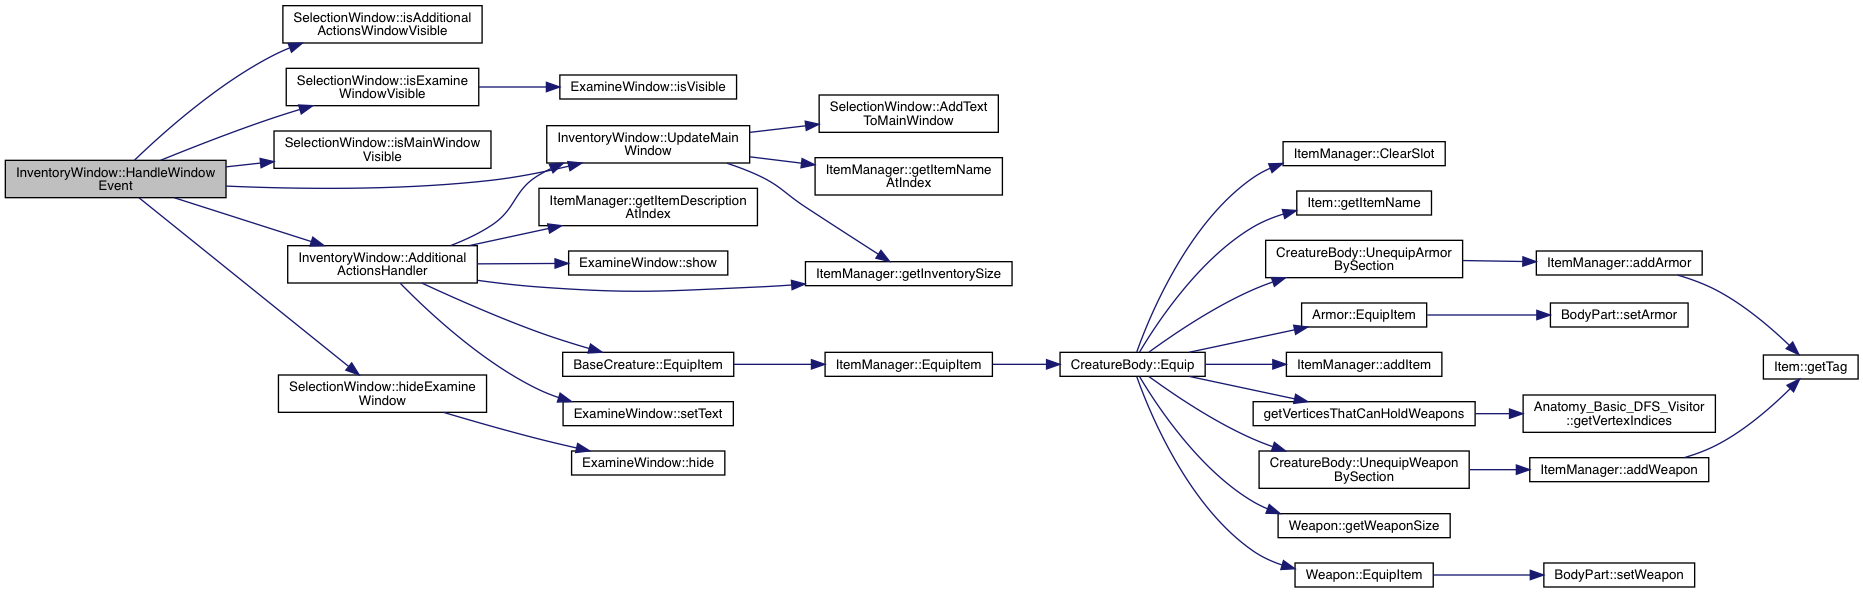 SelectionWindow::isAdditional
ActionsWindowVisible
SelectionWindow::isExamine
WindowVisible
ExamineWindow::isVisible
SelectionWindow::isMainWindow
Visible
InventoryWindow::HandleWindow
Event
InventoryWindow::UpdateMain
Window
SelectionWindow::AddText
ToMainWindow
ItemManager::getItemName
AtIndex
ItemManager::getItemDescription
AtIndex
InventoryWindow::Additional
ActionsHandler
ExamineWindow::show
ItemManager::getInventorySize
BaseCreature::EquipItem
ItemManager::EquipItem
CreatureBody::Equip
SelectionWindow::hideExamine
Window
ExamineWindow::setText
ExamineWindow::hide
ItemManager::ClearSlot
Item::getItemName
CreatureBody::UnequipArmor
BySection
ItemManager::addArmor
Armor::EquipItem
BodyPart::setArmor
ItemManager::addItem
Item::getTag
getVerticesThatCanHoldWeapons
Anatomy_Basic_DFS_Visitor
::getVertexIndices
CreatureBody::UnequipWeapon
BySection
ItemManager::addWeapon
Weapon::getWeaponSize
Weapon::EquipItem
BodyPart::setWeapon